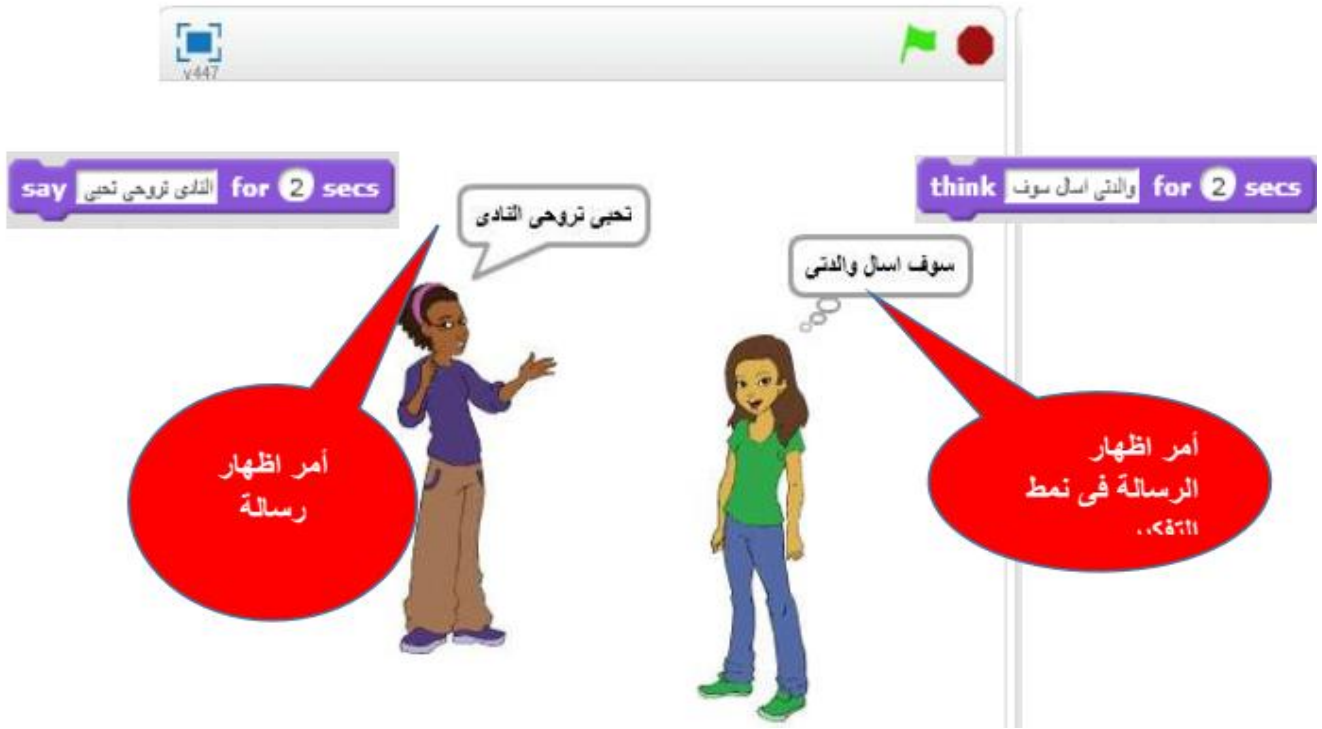 v447
say النادى تروحى تحبى for 2 secs
think والدتى اسال سوف for 2 secs
تحبى تروحى النادى
سوف اسال والدتى
أمر اظهار
رسالة
أمر اظهار
الرسالة فى نمط